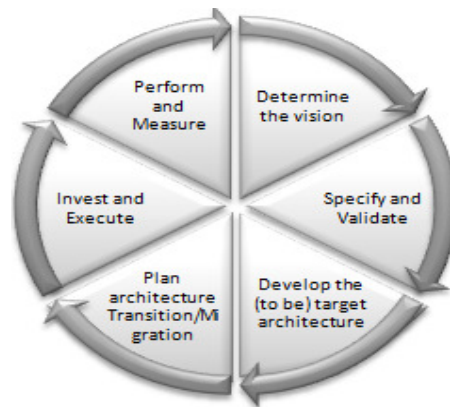 Determine
the vision
Specify and
Validate
Develop the
(to be) target
architecture
Plan
architecture
Transition/Mi
gration
Invest and
Execute
Perform
and
Measure